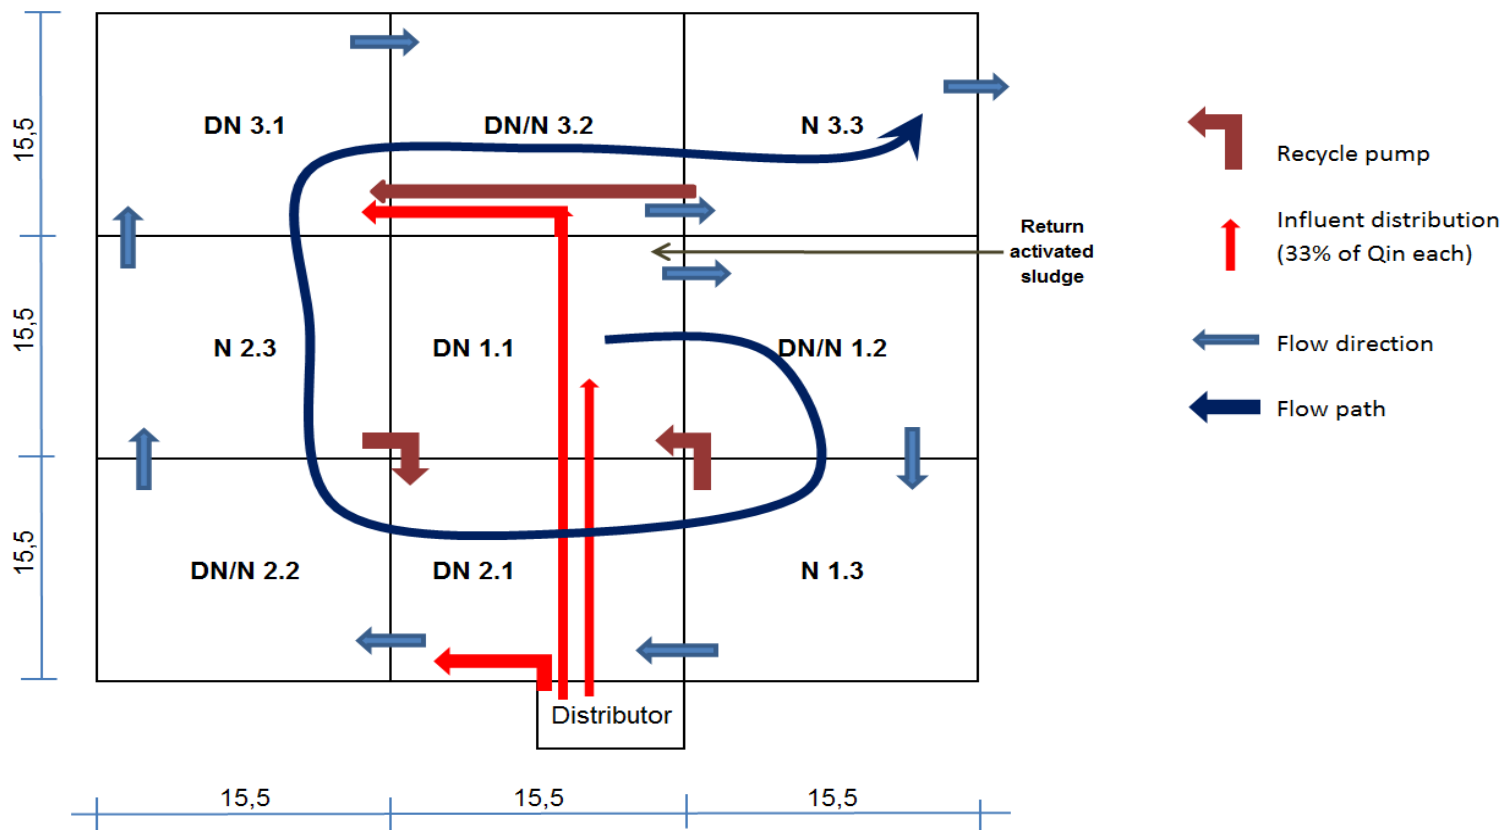 DN 3.1
DN/N 3.2
N 3.3
15,5
Recycle pump
Influent distribution
(33% of Qin each)
Return
activated
sludge
15,5
N 2.3
DN 1.1
DN/N 1.2
Flow direction
Flow path
15,5
DN/N 2.2
DN 2.1
N 1.3
Distributor
15,5
15,5
15,5